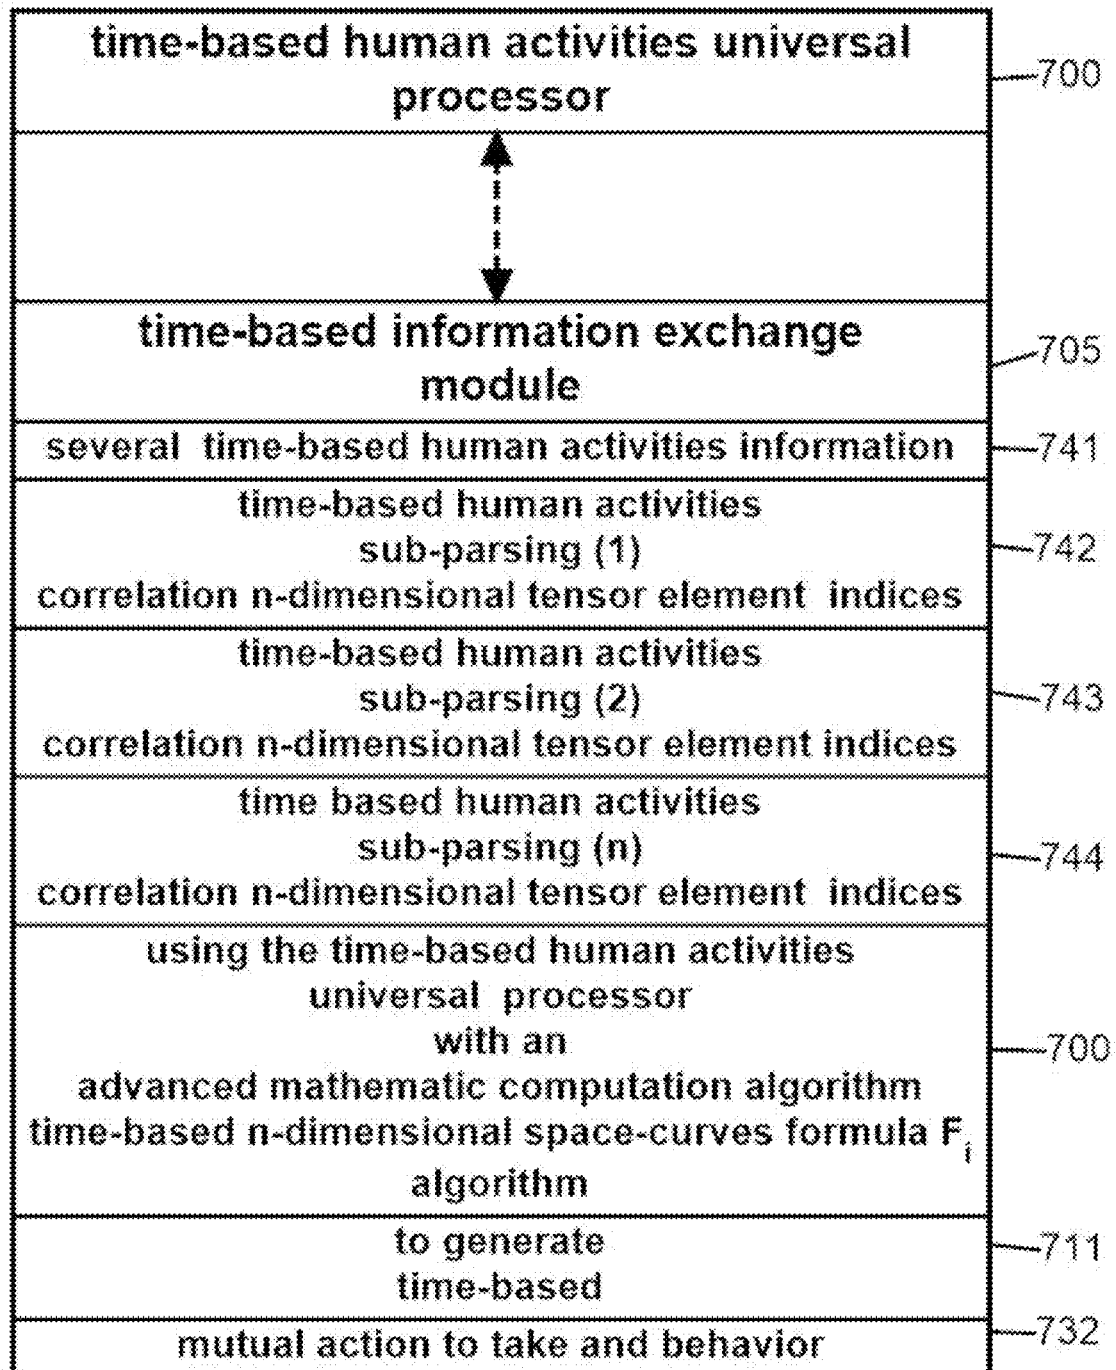 time-based human activities universal
processor
700
time-based information exchange
module
705
several time-based human activities information
741
time-based human activities
sub-parsing (1)
correlation n-dimensional tensor element indices
742
time-based human activities
sub-parsing (2)
correlation n-dimensional tensor element indices
743
time based human activities
sub-parsing (n)
correlation n-dimensional tensor element indices
744
using the time-based human activities
universal processor
with an
advanced mathematic computation algorithm
time-based n-dimensional space-curves formula Fi
algorithm
700
to generate
time-based
711
mutual action to take and behavior
732